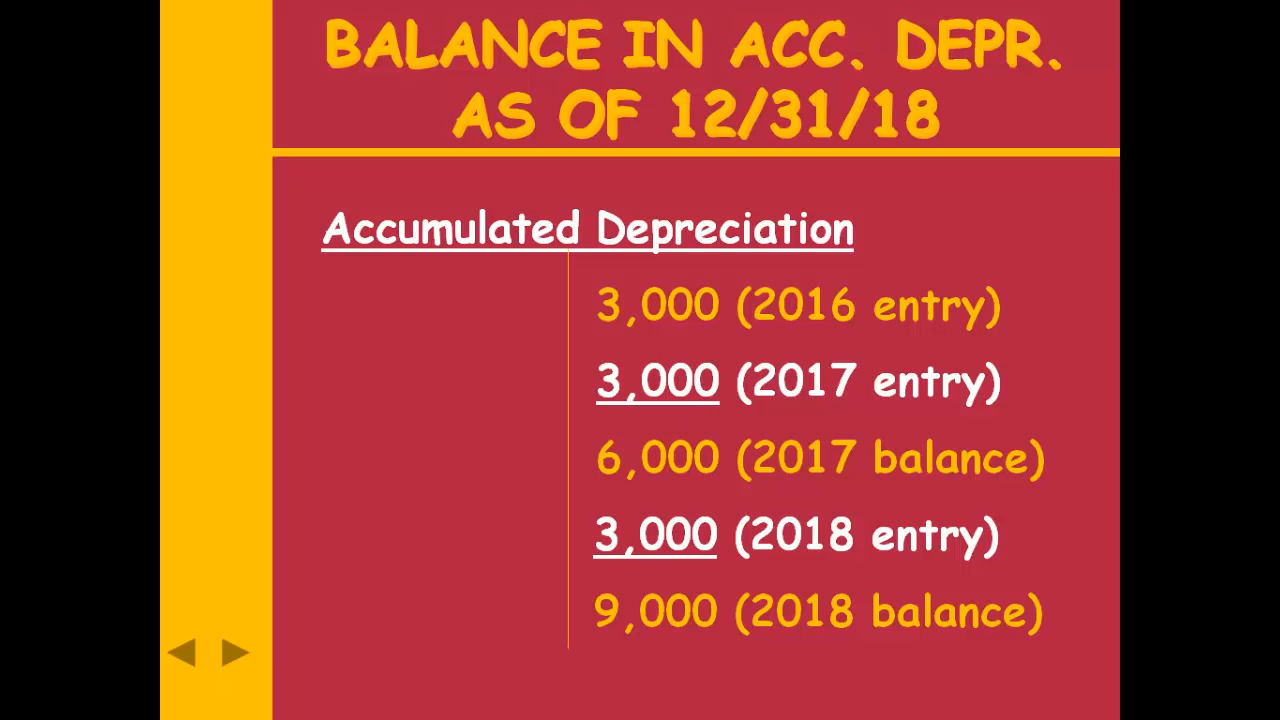 BALANCE IN ACC. DEPR.
AS OF 12/31/18
Accumulated Depreciation
3,000 (2016 entry)
3,000 (2017 entry)
6,000 (2017 balance)
3,000 (2018 entry)
9,000 (2018 balance)